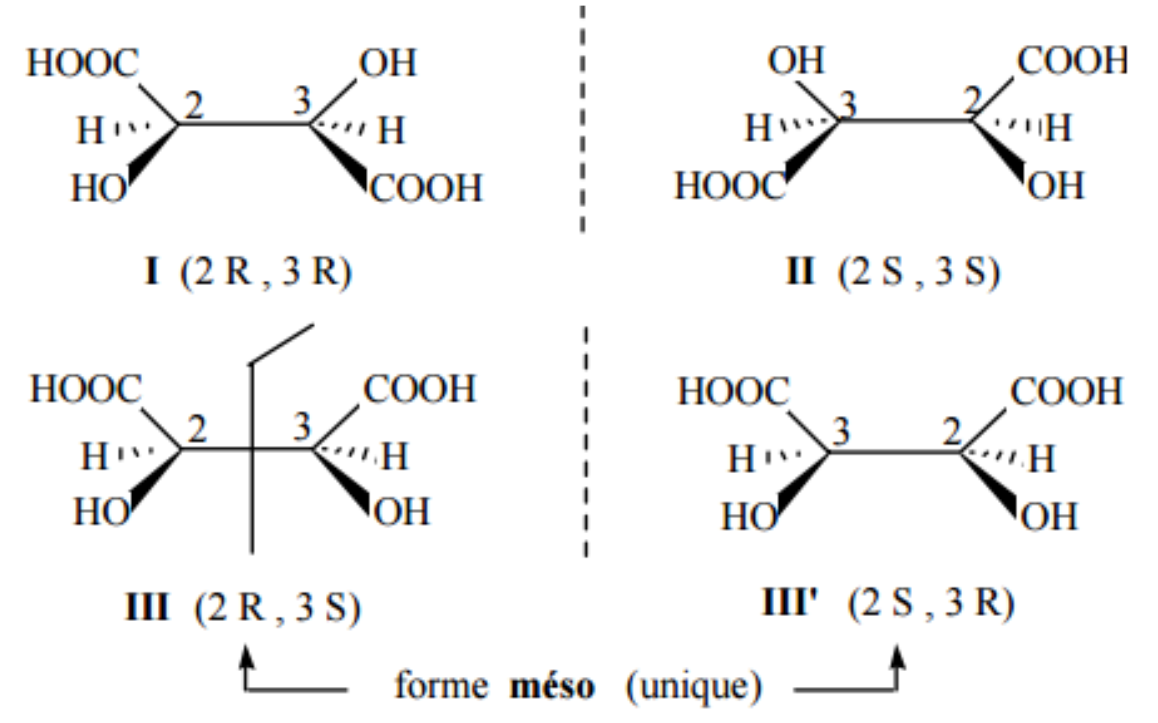 HOOC OH OH COOH
2 3 3 2
H H H H
HO COOH HOOC OH
I (2 R , 3 R) II (2 S , 3 S)
HOOC COOH HOOC COOH
2 3 3 2
H H H H
HO OH HO OH
III (2 R , 3 S) III' (2 S , 3 R)
forme méso (unique)